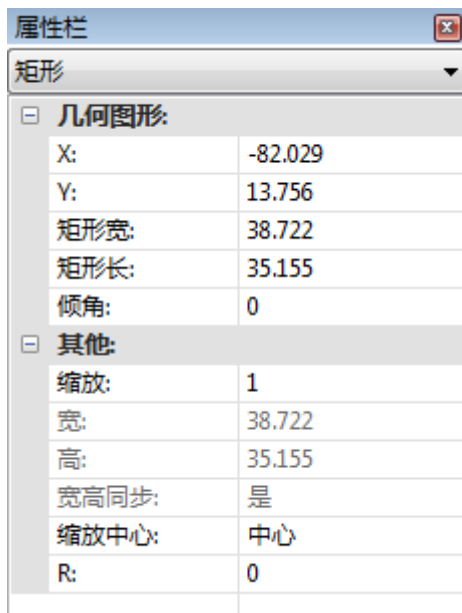 属性栏
矩形
几何图形:
X: -82.029
Y: 13.756
矩形宽: 38.722
矩形长: 35.155
倾角: 0
其他:
缩放: 1
宽: 38.722
高: 35.155
宽高同步: 是
缩放中心: 中心
R: 0